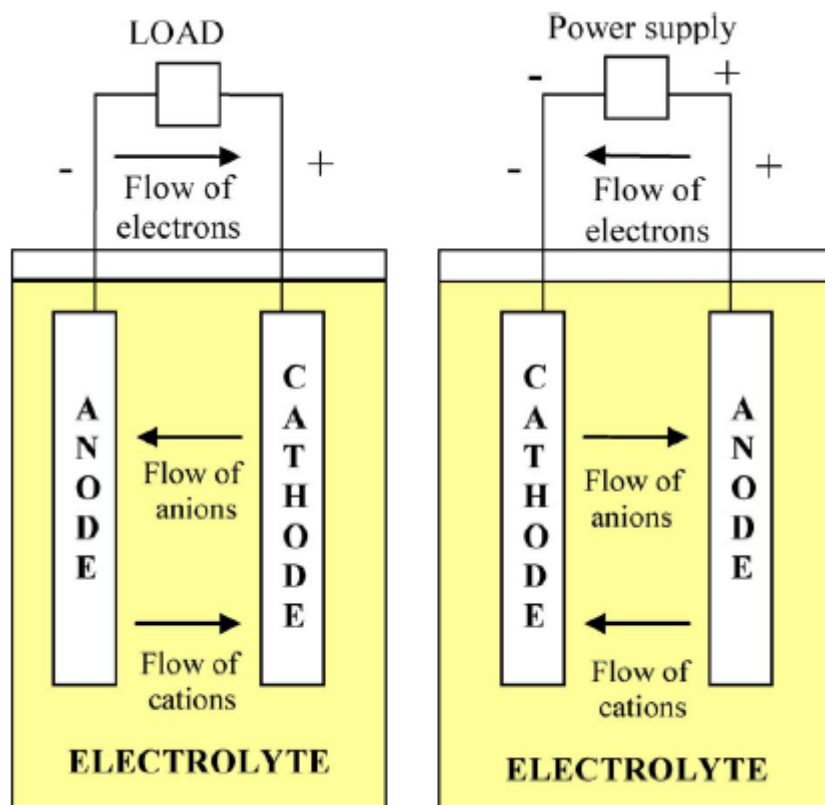 LOAD
-
+
Flow of
electrons
A
N
O
D
E
C
A
T
H
O
D
E
Flow of
anions
Flow of
cations
ELECTROLYTE
Power supply
-
+
-
+
Flow of
electrons
C
A
T
H
O
D
E
A
N
O
D
E
Flow of
anions
Flow of
cations
ELECTROLYTE